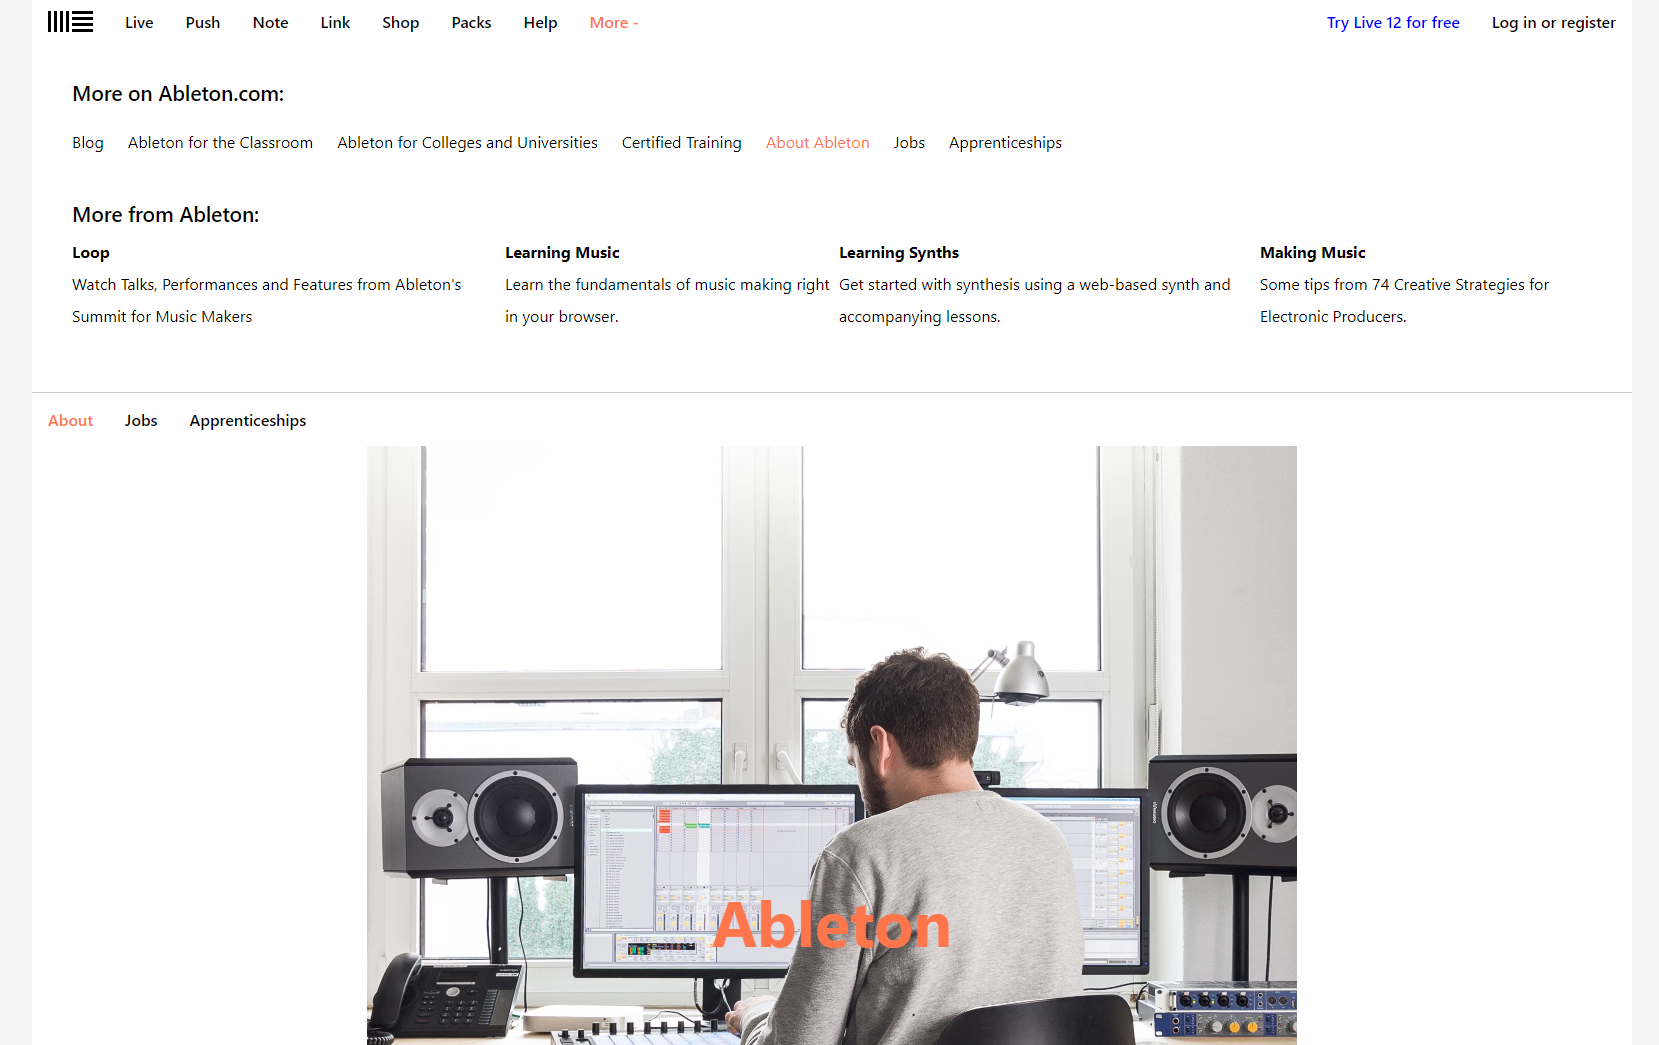 Live Push Note Link Shop Packs Help More - Try Live 12 for free Log in or register
More on Ableton.com:
Blog Ableton for the Classroom Ableton for Colleges and Universities Certified Training About Ableton Jobs Apprenticeships
More from Ableton:
Loop
Watch Talks, Performances and Features from Ableton's
Summit for Music Makers
Learning Music
Learn the fundamentals of music making right
in your browser.
Learning Synths
Get started with synthesis using a web-based synth and
accompanying lessons.
Making Music
Some tips from 74 Creative Strategies for
Electronic Producers.
About Jobs Apprenticeships
Ableton